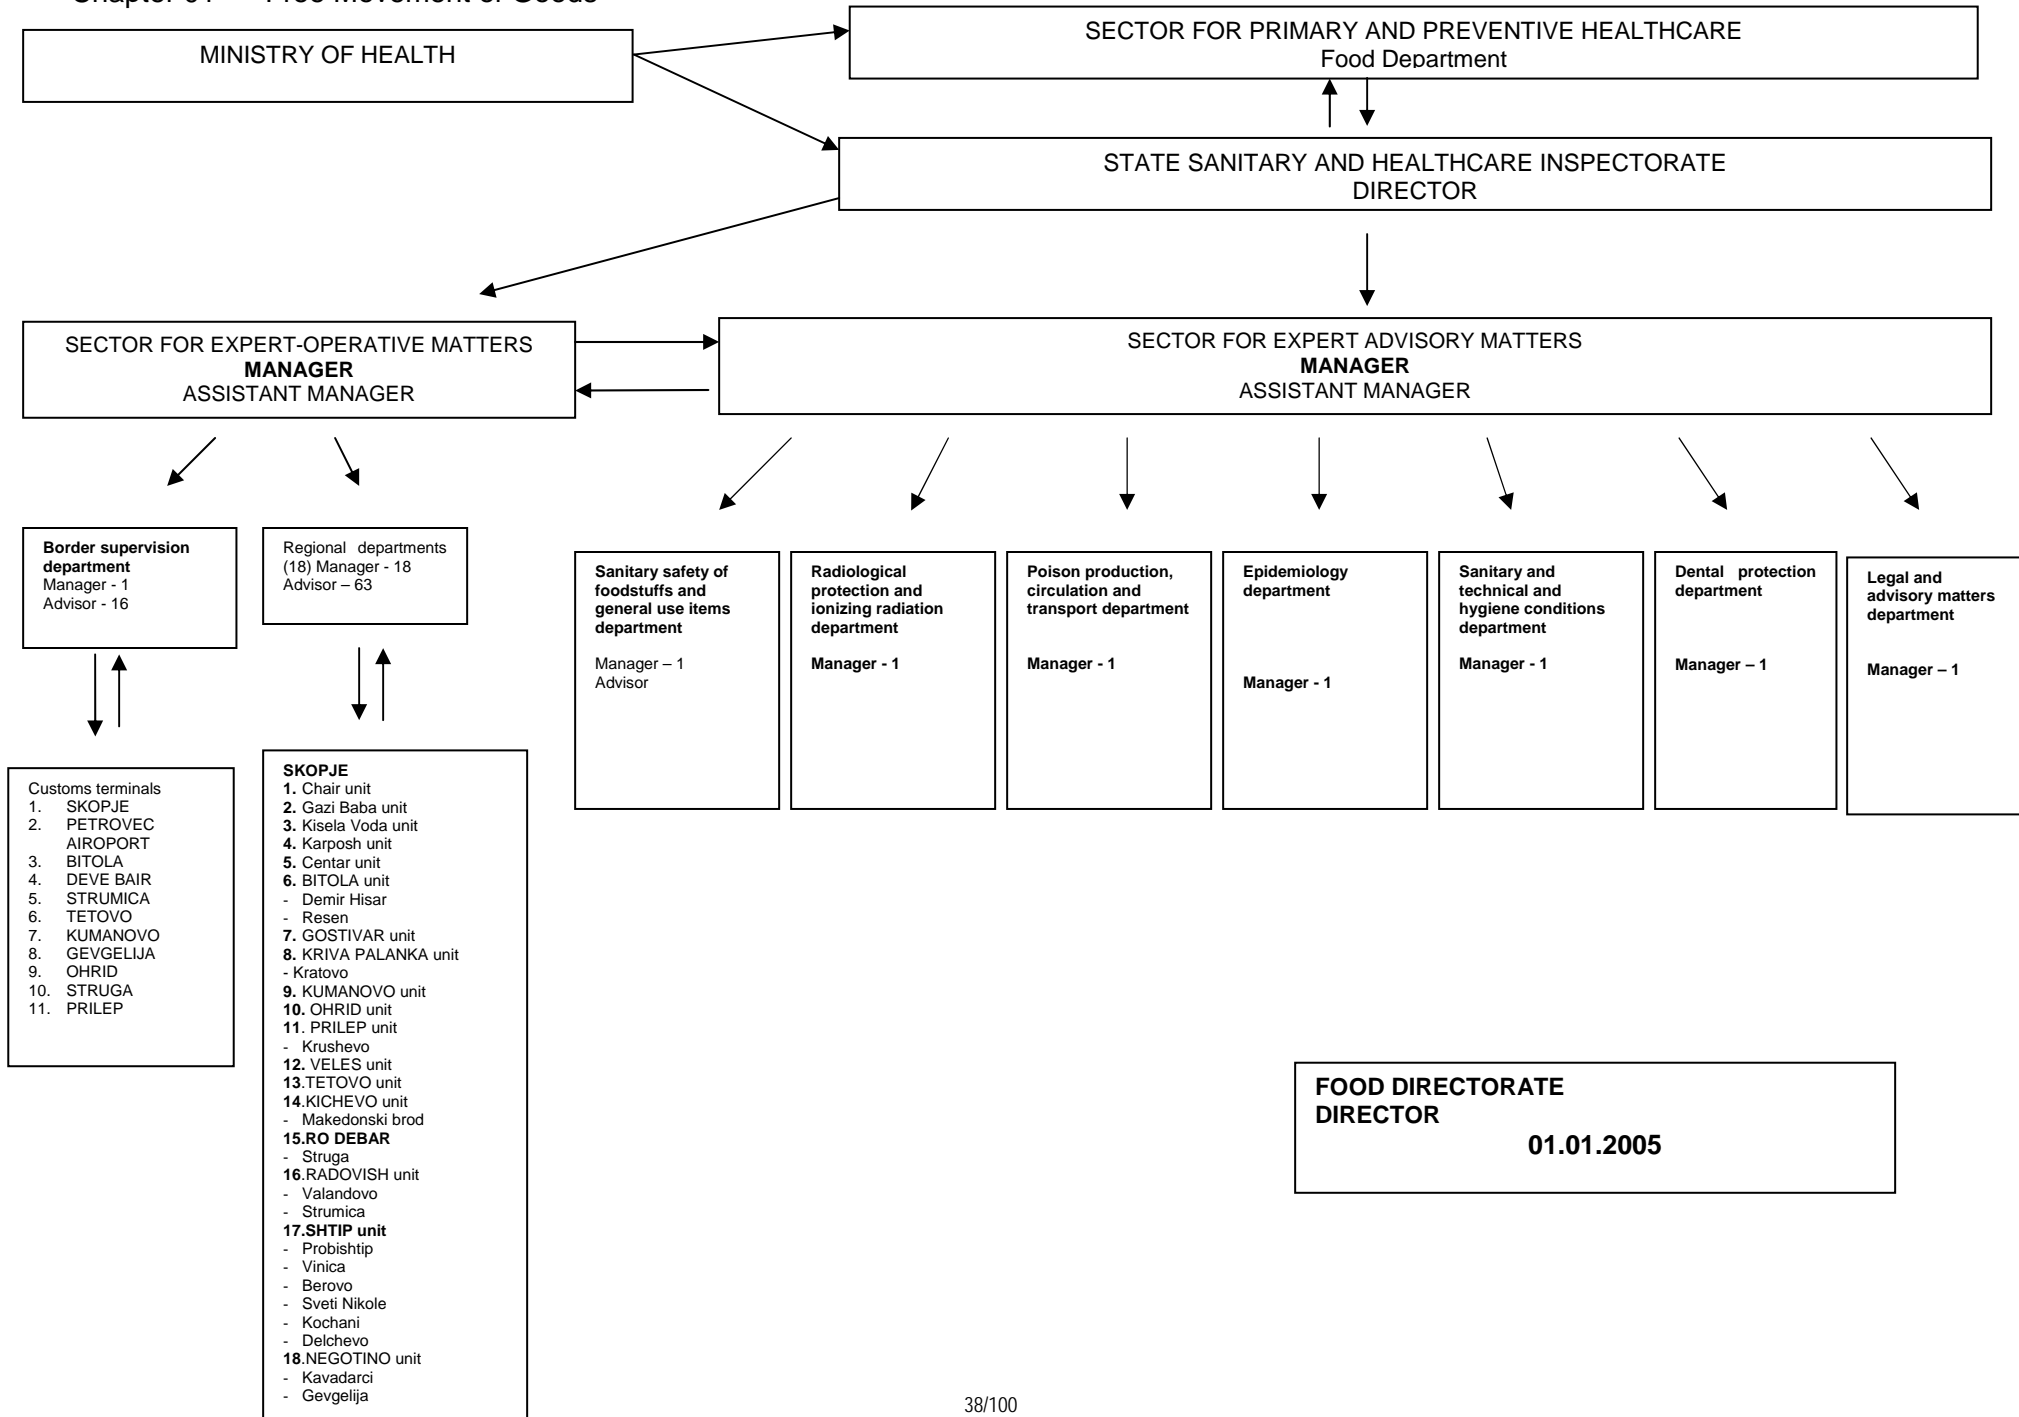 MINISTRY OF HEALTH
SECTOR FOR PRIMARY AND PREVENTIVE HEALTHCARE
Food Department
STATE SANITARY AND HEALTHCARE INSPECTORATE
DIRECTOR
SECTOR FOR EXPERT-OPERATIVE MATTERS
MANAGER
ASSISTANT MANAGER
SECTOR FOR EXPERT ADVISORY MATTERS
MANAGER
ASSISTANT MANAGER
Border supervision
department
Manager - 1
Advisor - 16
Regional departments
(18) Manager - 18
Advisor – 63
Sanitary safety of
foodstuffs and
general use items
department
Manager – 1
Advisor
Radiological
protection and
ionizing radiation
department
Manager - 1
Poison production,
circulation and
transport department
Manager - 1
Epidemiology
department
Manager - 1
Sanitary and
technical and
hygiene conditions
department
Manager - 1
Dental protection
department
Manager – 1
Legal and
advisory matters
department
Manager – 1
Customs terminals
1. SKOPJE
2. PETROVEC
AIROPORT
3. BITOLA
4. DEVE BAIR
5. STRUMICA
6. TETOVO
7. KUMANOVO
8. GEVGELIJA
9. OHRID
10. STRUGA
11. PRILEP
SKOPJE
1. Chair unit
2. Gazi Baba unit
3. Kisela Voda unit
4. Karposh unit
5. Centar unit
6. BITOLA unit
- Demir Hisar
- Resen
7. GOSTIVAR unit
8. KRIVA PALANKA unit
- Kratovo
9. KUMANOVO unit
10. OHRID unit
11. PRILEP unit
- Krushevo
12. VELES unit
13.TETOVO unit
14.KICHEVO unit
- Makedonski brod
15.RO DEBAR
- Struga
16.RADOVISH unit
- Valandovo
- Strumica
17.SHTIP unit
- Probishtip
- Vinica
- Berovo
- Sveti Nikole
- Kochani
- Delchevo
18.NEGOTINO unit
- Kavadarci
- Gevgelija
FOOD DIRECTORATE
DIRECTOR
01.01.2005
38/100